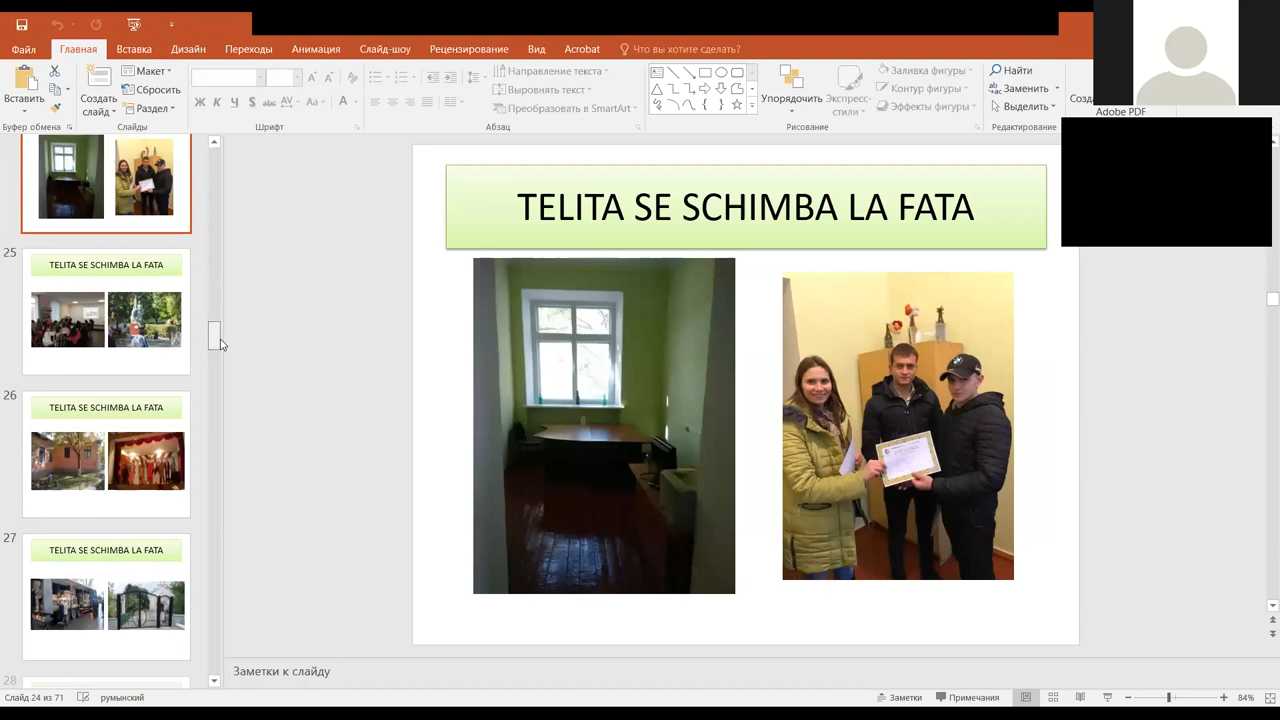 Файл Главная Вставка Дизайн Переходы Анимация Слайд-шоу Рецензирование Вид Acrobat Что вы хотите сделать?
Вставить
Создать слайд
Макет
Сбросить
Раздел
Ж К Ч S abc AV Aa A
Направление текста
Выровнять текст
Преобразовать в SmartArt
Упорядочить
Экспресс-стили
Заливка фигуры
Контур фигуры
Эффекты фигуры
Найти
Заменить
Выделить
Adobe PDF
Буфер обмена Слайды Шрифт Абзац Рисование Редактирование
25
TELITA SE SCHIMBA LA FATA
26
TELITA SE SCHIMBA LA FATA
27
TELITA SE SCHIMBA LA FATA
28
TELITA SE SCHIMBA LA FATA
Заметки к слайду
Слайд 24 из 71 румынский Заметки Примечания 84%